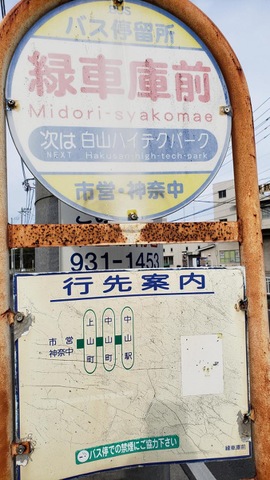 BUS
バス停留所
緑車庫前
Midori-syakomae
次は 白山ハイテクパーク
NEXT Hakusan-high-tech-park
市営・神奈中
931-1453
行先案内
市営
神奈中
上山町
中山町
中山駅
バス停での禁煙にご協力下さい
緑車庫前